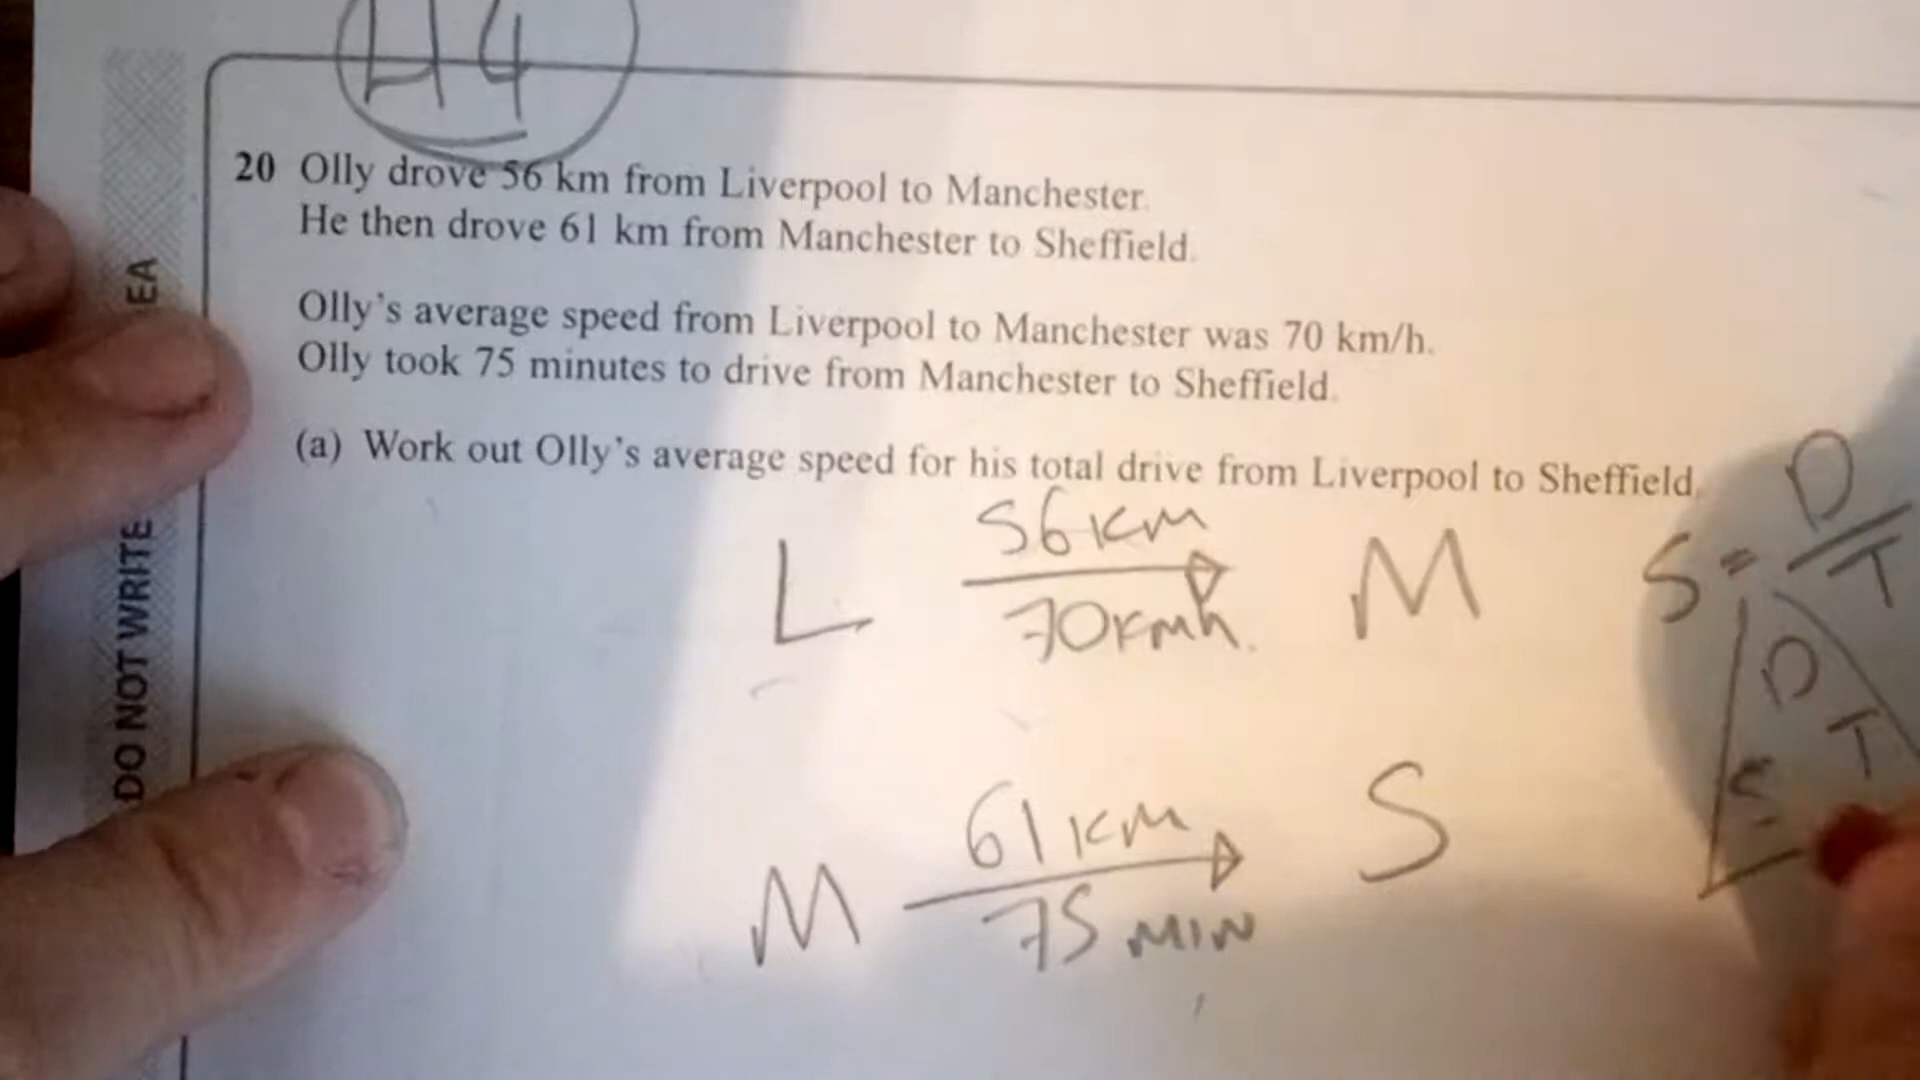 H4
20 Olly drove 56 km from Liverpool to Manchester.
He then drove 61 km from Manchester to Sheffield.
Olly's average speed from Liverpool to Manchester was 70 km/h.
Olly took 75 minutes to drive from Manchester to Sheffield.
(a) Work out Olly's average speed for his total drive from Liverpool to Sheffield.
L 56km M
70kmh.
S = D/T
D
S T
M 61km S
75 MIN
EA
DO NOT WRITE